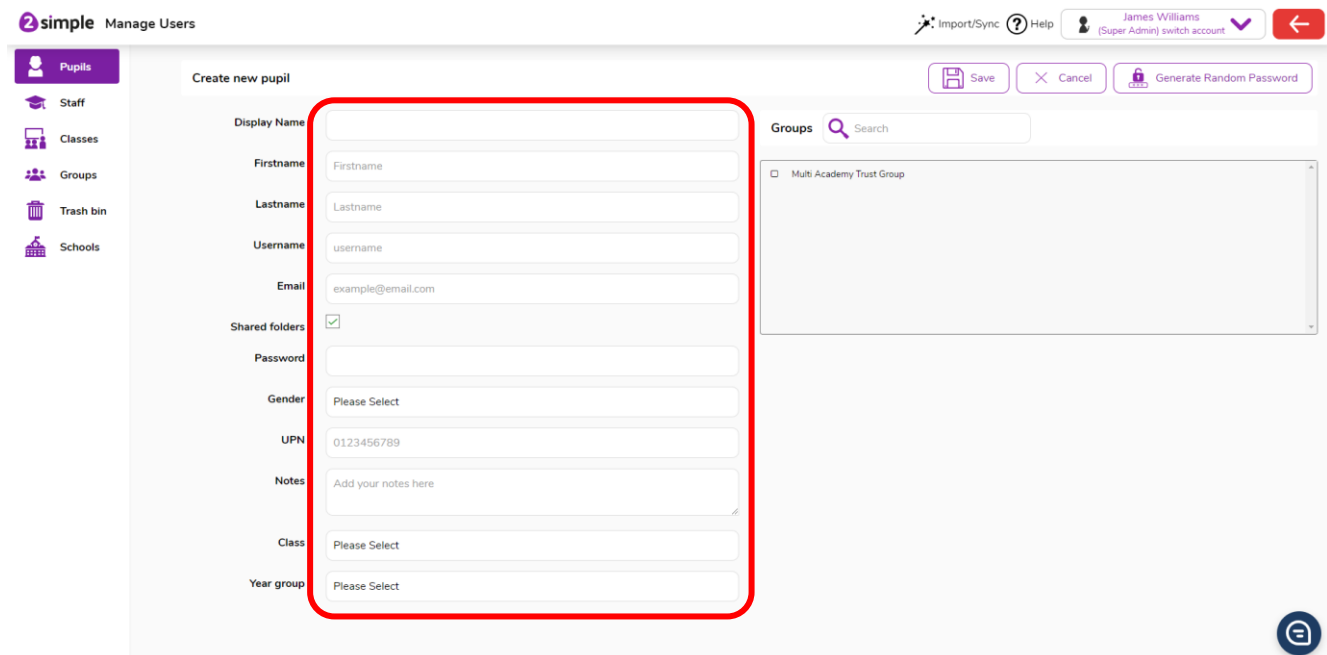 2simple Manage Users
Import/Sync ? Help
James Williams
(Super Admin) switch account
Pupils
Staff
Classes
Groups
Trash bin
Schools
Create new pupil
Save
Cancel
Generate Random Password
Display Name
Firstname Firstname
Lastname Lastname
Username username
Email example@email.com
Shared folders
Password
Gender Please Select
UPN 0123456789
Notes Add your notes here
Class Please Select
Year group Please Select
Groups Search
Multi Academy Trust Group